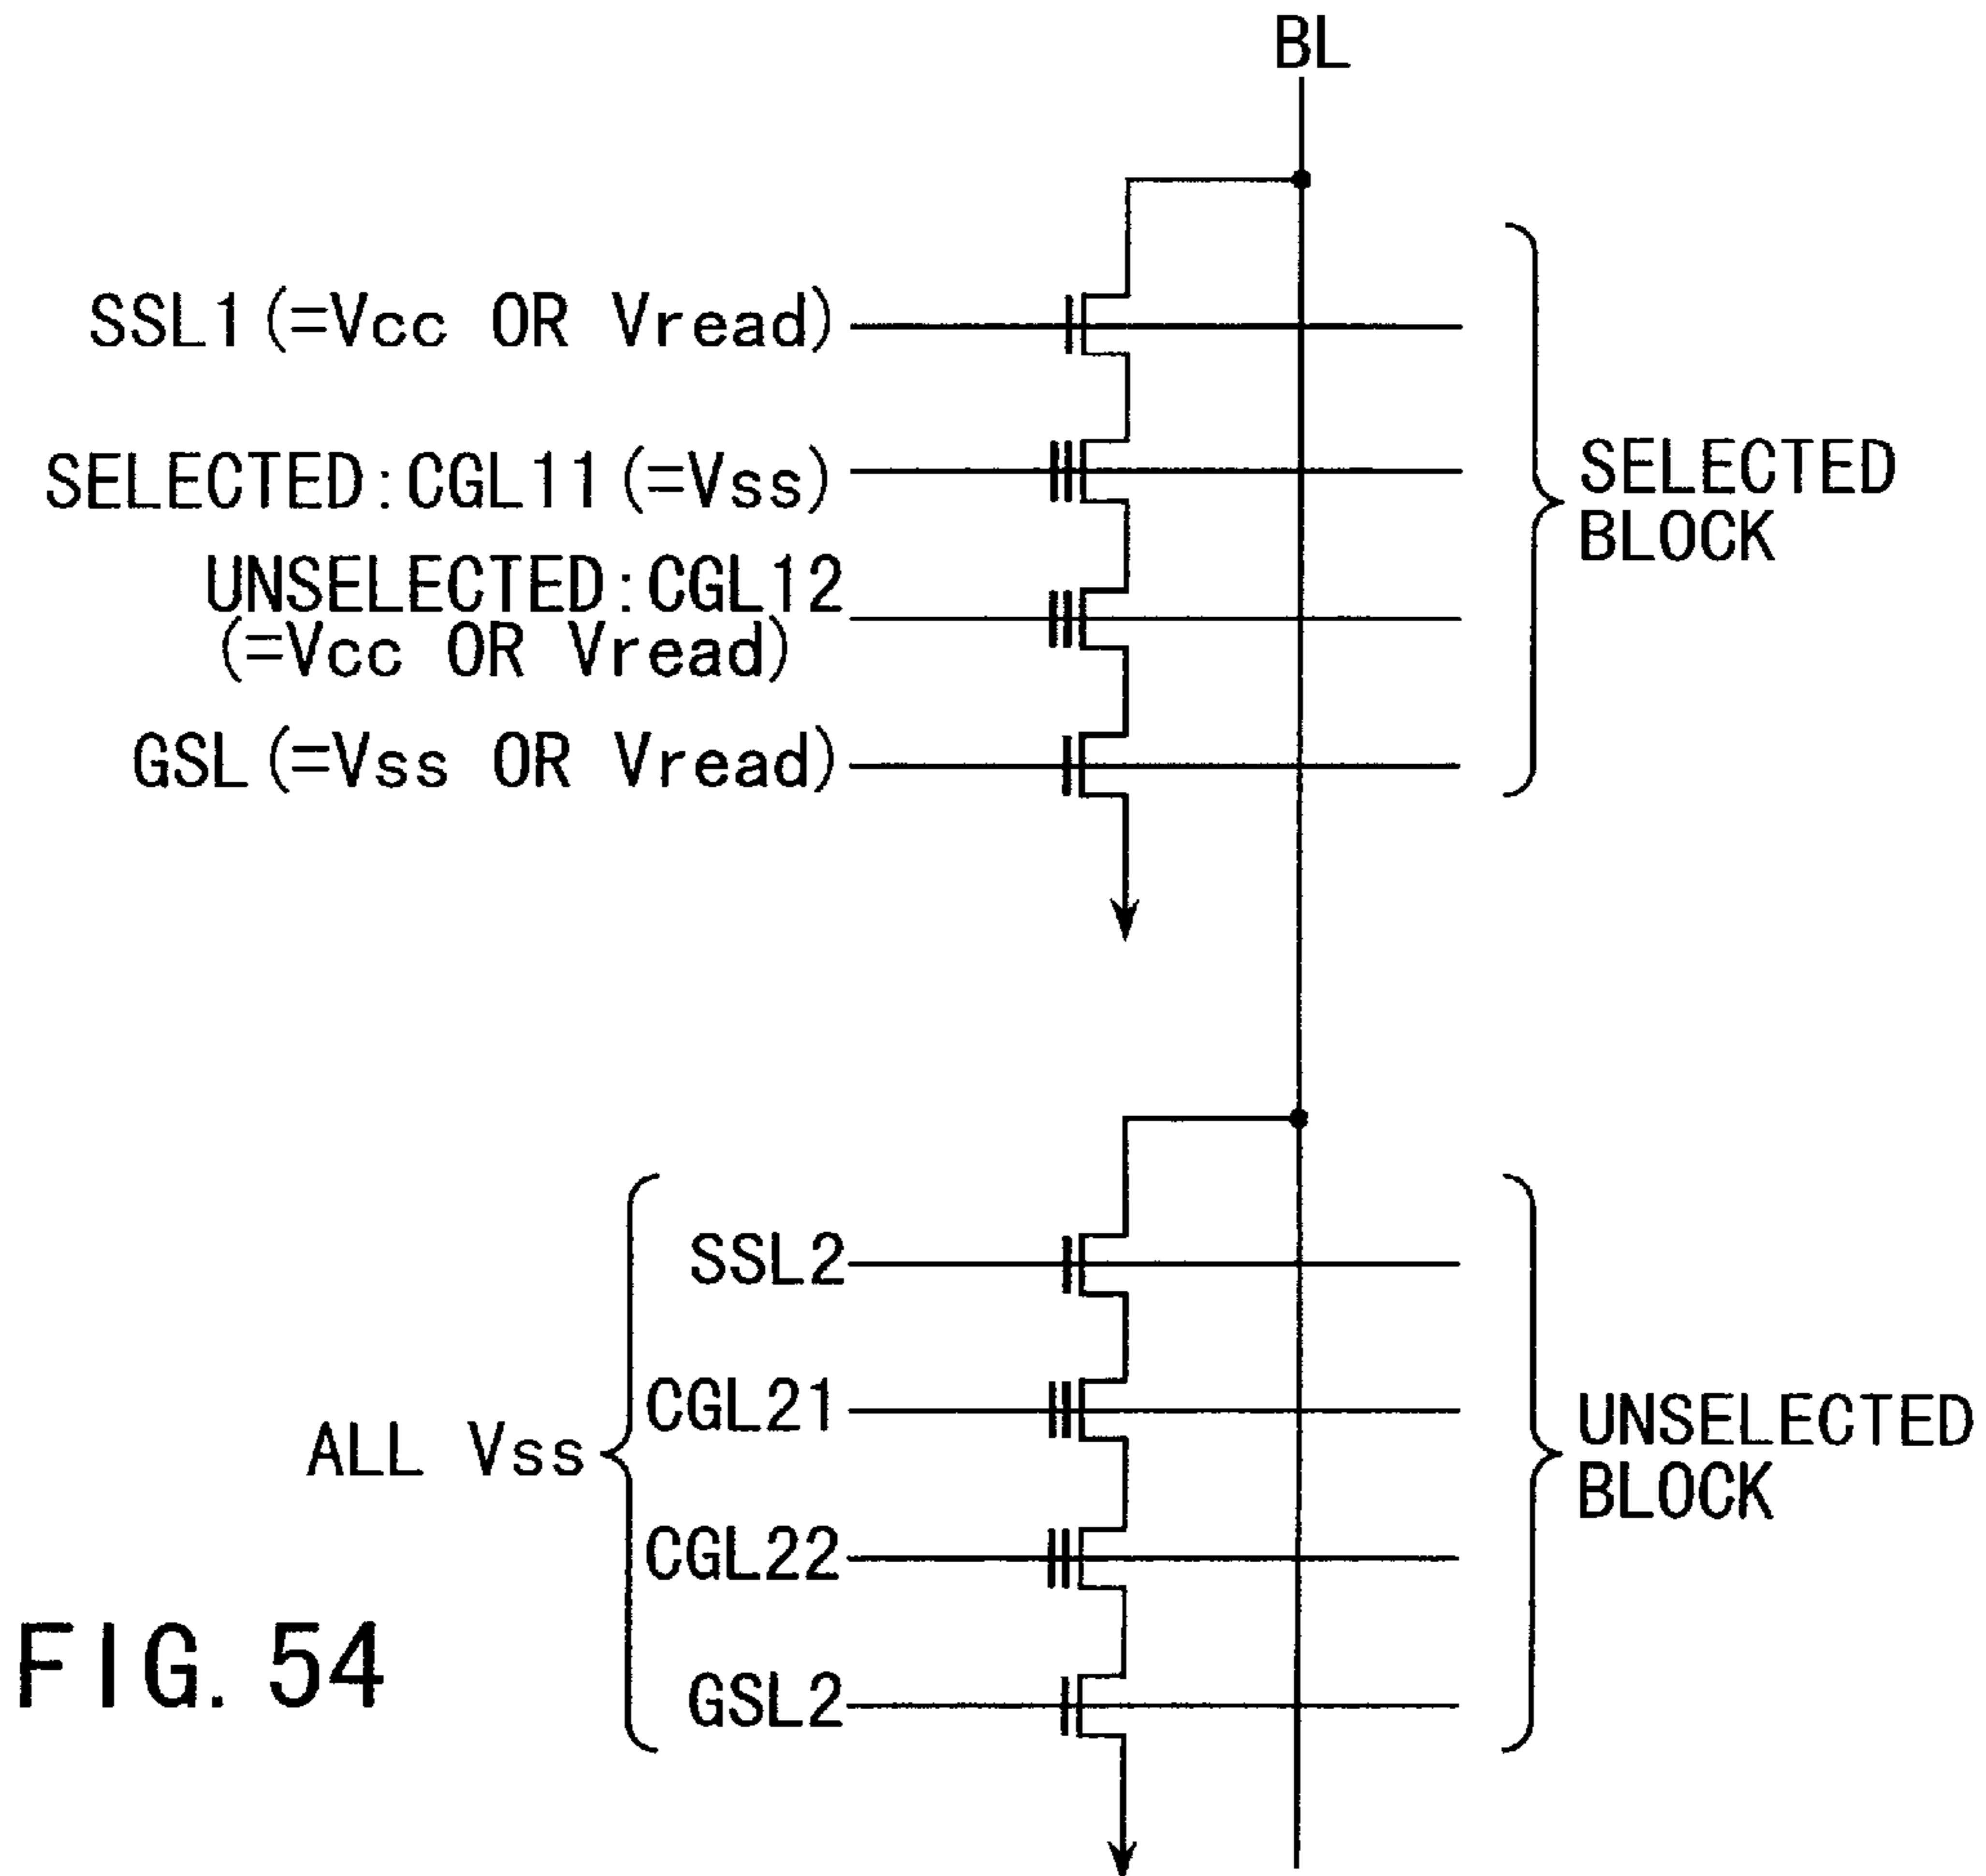 BL
SSL1(=Vcc OR Vread)
SELECTED:CGL11(=Vss)
UNSELECTED:CGL12
(=Vcc OR Vread)
GSL(=Vss OR Vread)
SELECTED
BLOCK
SSL2
CGL21
ALL Vss
CGL22
GSL2
UNSELECTED
BLOCK
FIG. 54